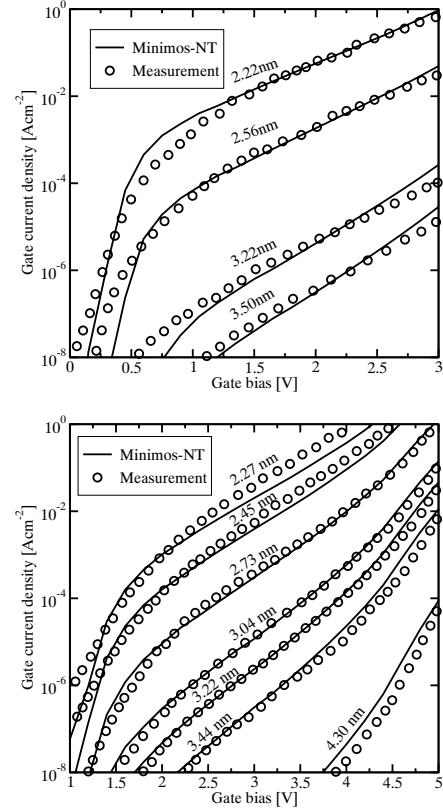 10^0
10^-2
10^-4
10^-6
10^-8
Gate current density [Acm^-2]
Minimos-NT
Measurement
2.22nm
2.56nm
3.22nm
3.50nm
0 0.5 1 1.5 2 2.5 3
Gate bias [V]
10^0
10^-2
10^-4
10^-6
10^-8
Gate current density [Acm^-2]
Minimos-NT
Measurement
2.27 nm
2.45 nm
2.73 nm
3.04 nm
3.22 nm
3.44 nm
4.30 nm
1 1.5 2 2.5 3 3.5 4 4.5 5
Gate bias [V]